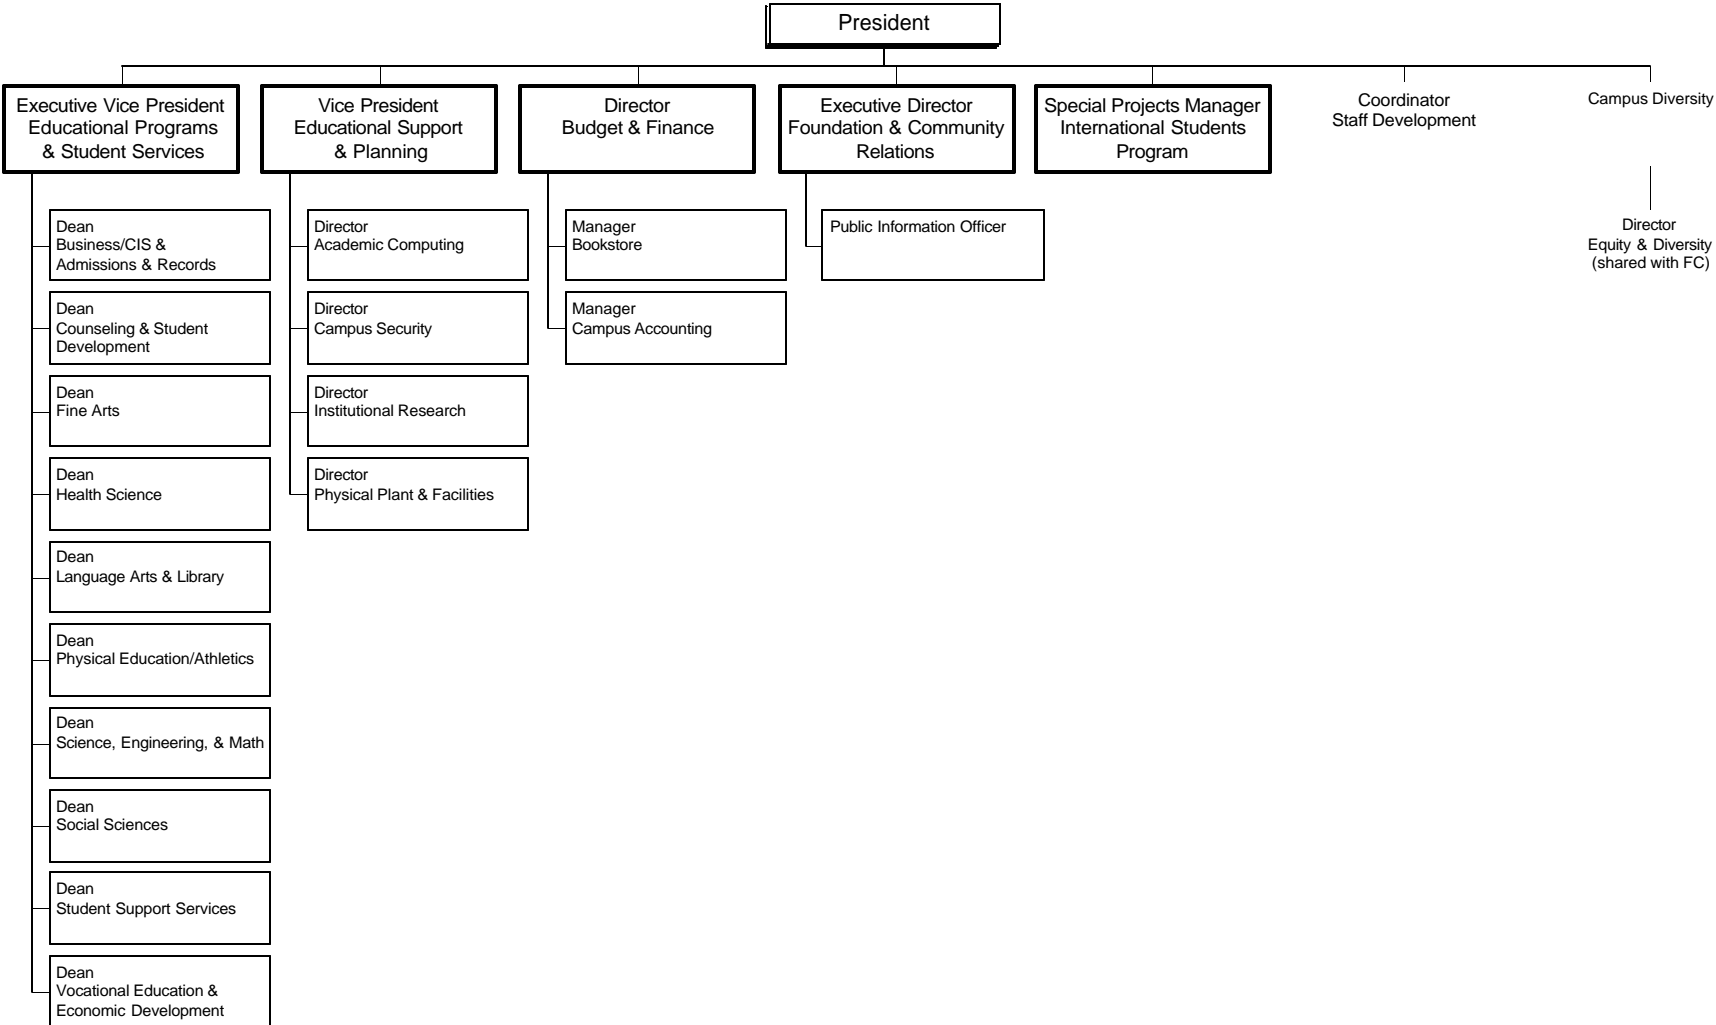 President
Executive Vice President
Educational Programs
& Student Services
Vice President
Educational Support
& Planning
Director
Budget & Finance
Executive Director
Foundation & Community
Relations
Special Projects Manager
International Students
Program
Coordinator
Staff Development
Campus Diversity
Dean
Business/CIS &
Admissions & Records
Dean
Counseling & Student
Development
Dean
Fine Arts
Dean
Health Science
Dean
Language Arts & Library
Dean
Physical Education/Athletics
Dean
Science, Engineering, & Math
Dean
Social Sciences
Dean
Student Support Services
Dean
Vocational Education &
Economic Development
Director
Academic Computing
Director
Campus Security
Director
Institutional Research
Director
Physical Plant & Facilities
Manager
Bookstore
Manager
Campus Accounting
Public Information Officer
Director
Equity & Diversity
(shared with FC)